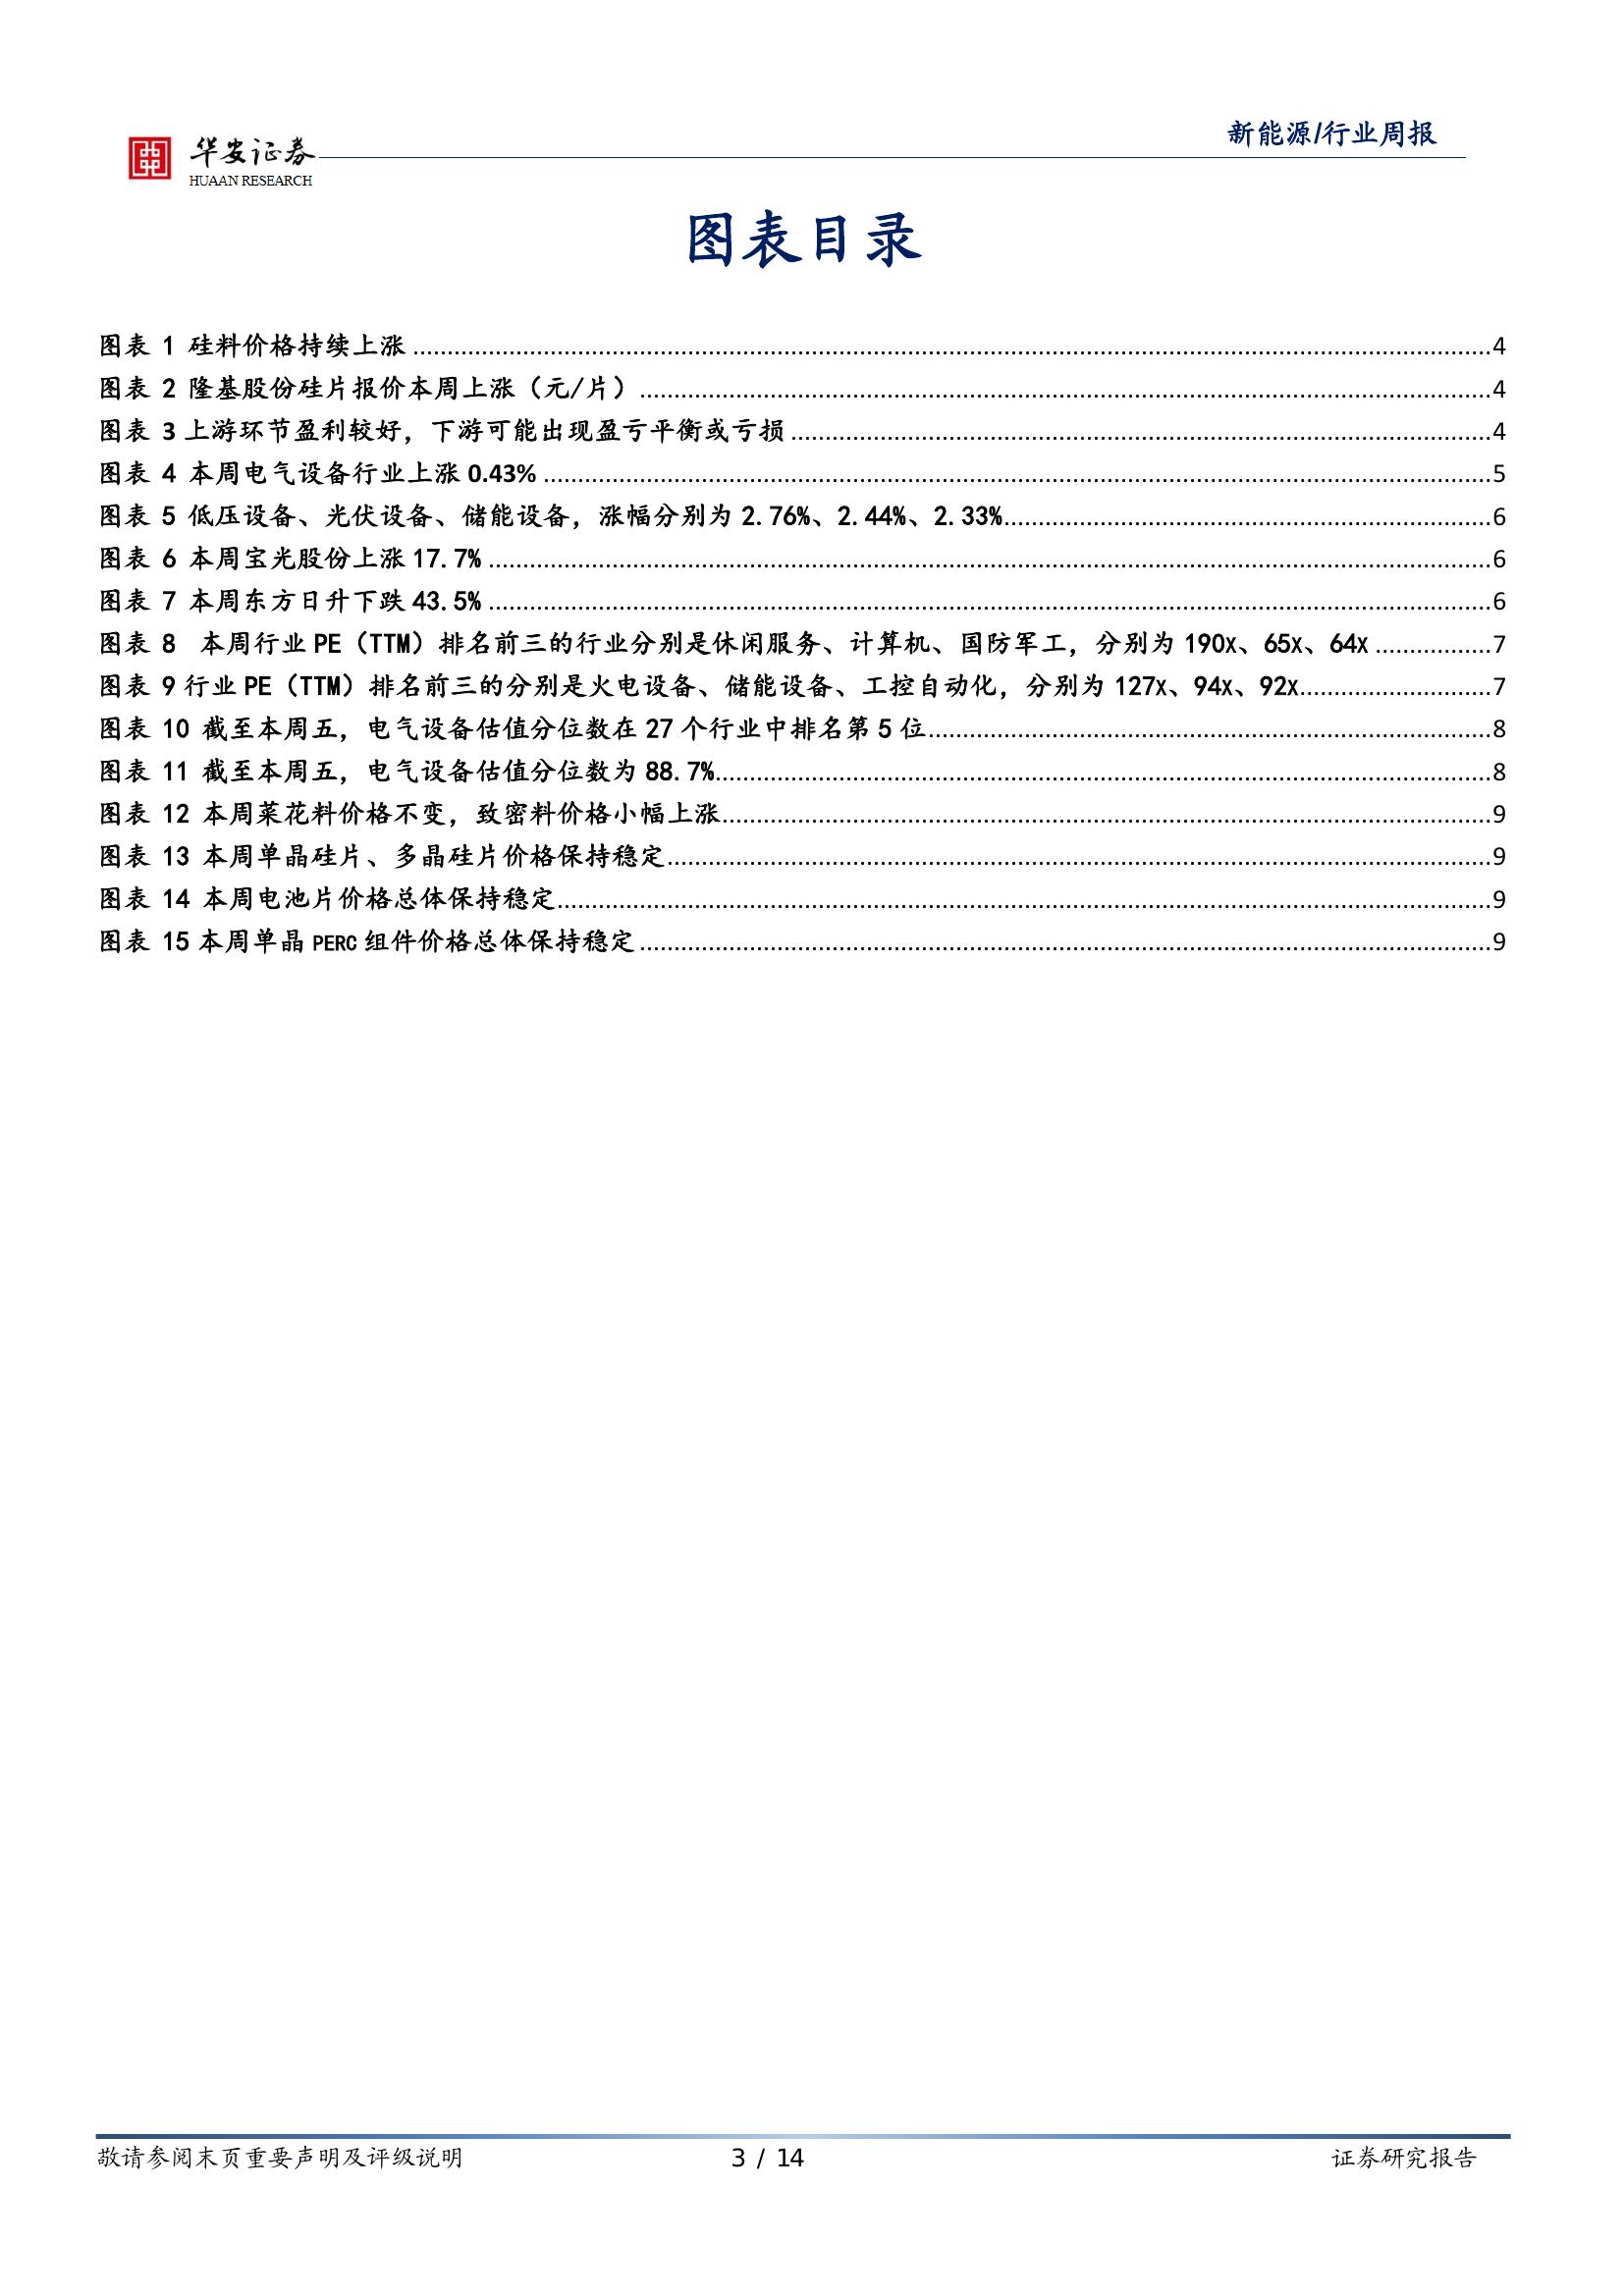 新能源/行业周报
华安证券
HUAAN RESEARCH
图表目录
图表 1 硅料价格持续上涨 ........ 4
图表 2 隆基股份硅片报价本周上涨（元/片） ........ 4
图表 3 上游环节盈利较好，下游可能出现盈亏平衡或亏损 ........ 4
图表 4 本周电气设备行业上涨 0.43% ........ 5
图表 5 低压设备、光伏设备、储能设备，涨幅分别为 2.76%、2.44%、2.33% ........ 6
图表 6 本周宝光股份上涨 17.7% ........ 6
图表 7 本周东方日升下跌 43.5% ........ 6
图表 8 本周行业 PE（TTM）排名前三的行业分别是休闲服务、计算机、国防军工，分别为 190x、65x、64x ........ 7
图表 9 行业 PE（TTM）排名前三的分别是火电设备、储能设备、工控自动化，分别为 127x、94x、92x ........ 7
图表 10 截至本周五，电气设备估值分位数在 27 个行业中排名第 5 位 ........ 8
图表 11 截至本周五，电气设备估值分位数为 88.7% ........ 8
图表 12 本周菜花料价格不变，致密料价格小幅上涨 ........ 9
图表 13 本周单晶硅片、多晶硅片价格保持稳定 ........ 9
图表 14 本周电池片价格总体保持稳定 ........ 9
图表 15 本周单晶 PERC 组件价格总体保持稳定 ........ 9
敬请参阅末页重要声明及评级说明 3 / 14 证券研究报告